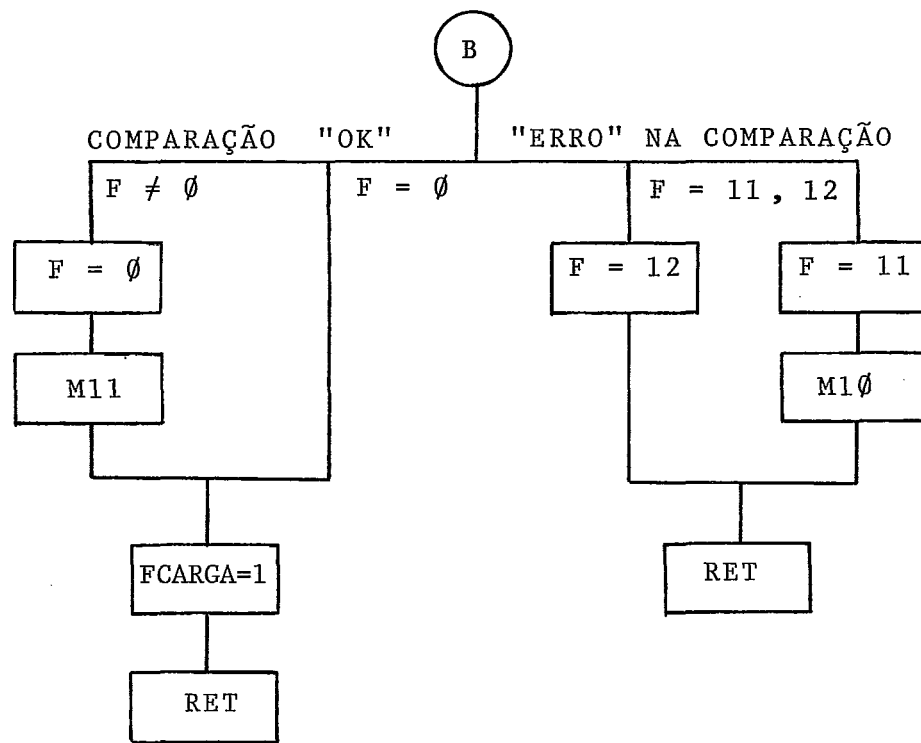 B
COMPARAÇÃO "OK" "ERRO" NA COMPARAÇÃO
F ≠ Ø F = Ø F = 11, 12
F = Ø F = 12 F = 11
M11 M1Ø
FCARGA=1 RET
RET